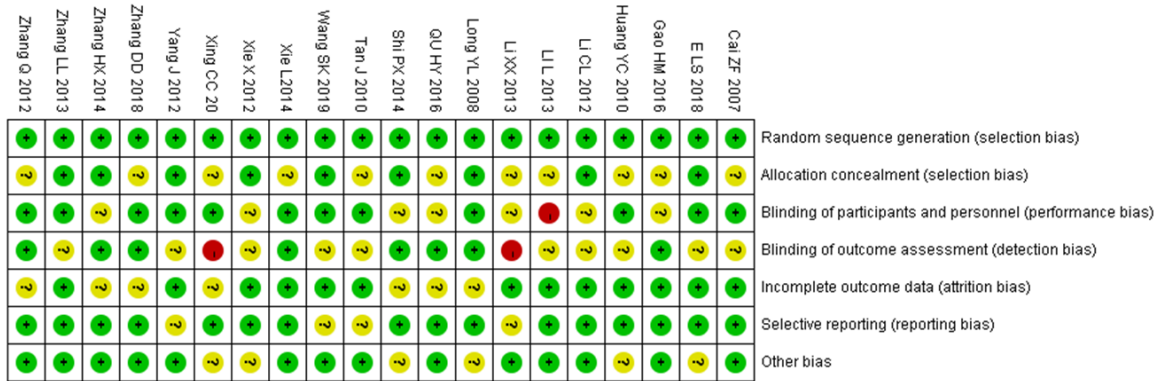 Zhang Q 2012
Zhang LL 2013
Zhang HX 2014
Zhang DD 2018
Yang J 2012
Xing CC 20
Xie X 2012
Xie L2014
Wang SK 2019
Tan J 2010
Shi PX 2014
QU HY 2016
Long YL 2008
Li XX 2013
LI L 2013
Li CL 2012
Huang YC 2010
Gao HM 2016
E LS 2018
Cai ZF 2007
+ + + + + + + + + + + + + + + + + + + + Random sequence generation (selection bias)
? + + ? + ? + ? + ? + ? + ? ? + ? ? + ? Allocation concealment (selection bias)
+ + ? + + + ? + + + ? ? + ? - ? + ? + + Blinding of participants and personnel (performance bias)
+ ? + + ? - ? + ? ? + + + - ? ? ? + ? ? Blinding of outcome assessment (detection bias)
? + ? ? + ? + + + + ? ? ? + + + + + + + Incomplete outcome data (attrition bias)
+ + + + ? + + + ? ? + + + ? + + + + + + Selective reporting (reporting bias)
+ + + + + ? ? + + + ? + ? + + + ? + ? + Other bias